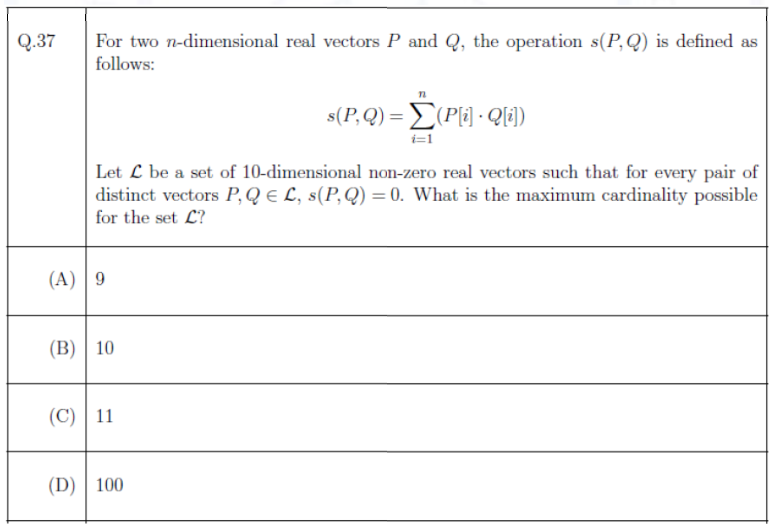 Q.37 For two n-dimensional real vectors P and Q, the operation s(P, Q) is defined as
follows:
n
s(P, Q) = ∑(P[i] · Q[i])
i=1
Let ℒ be a set of 10-dimensional non-zero real vectors such that for every pair of
distinct vectors P, Q ∈ ℒ, s(P, Q) = 0. What is the maximum cardinality possible
for the set ℒ?
(A) 9
(B) 10
(C) 11
(D) 100